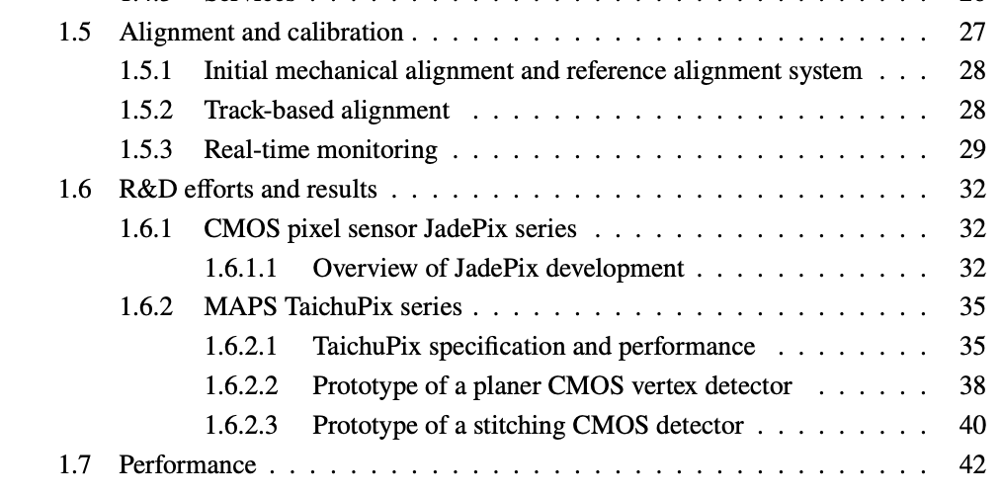 1.4.3 Services . . . . . . . . . . . . . . . . . . . . . . . . . . . . . 26
1.5 Alignment and calibration . . . . . . . . . . . . . . . . . . . . . . . . . . 27
1.5.1 Initial mechanical alignment and reference alignment system . . . 28
1.5.2 Track-based alignment . . . . . . . . . . . . . . . . . . . . . . . 28
1.5.3 Real-time monitoring . . . . . . . . . . . . . . . . . . . . . . . . 29
1.6 R&D efforts and results . . . . . . . . . . . . . . . . . . . . . . . . . . . 32
1.6.1 CMOS pixel sensor JadePix series . . . . . . . . . . . . . . . . . 32
1.6.1.1 Overview of JadePix development . . . . . . . . . . . . 32
1.6.2 MAPS TaichuPix series . . . . . . . . . . . . . . . . . . . . . . . 35
1.6.2.1 TaichuPix specification and performance . . . . . . . . 35
1.6.2.2 Prototype of a planer CMOS vertex detector . . . . . . 38
1.6.2.3 Prototype of a stitching CMOS detector . . . . . . . . . 40
1.7 Performance . . . . . . . . . . . . . . . . . . . . . . . . . . . . . . . . . 42